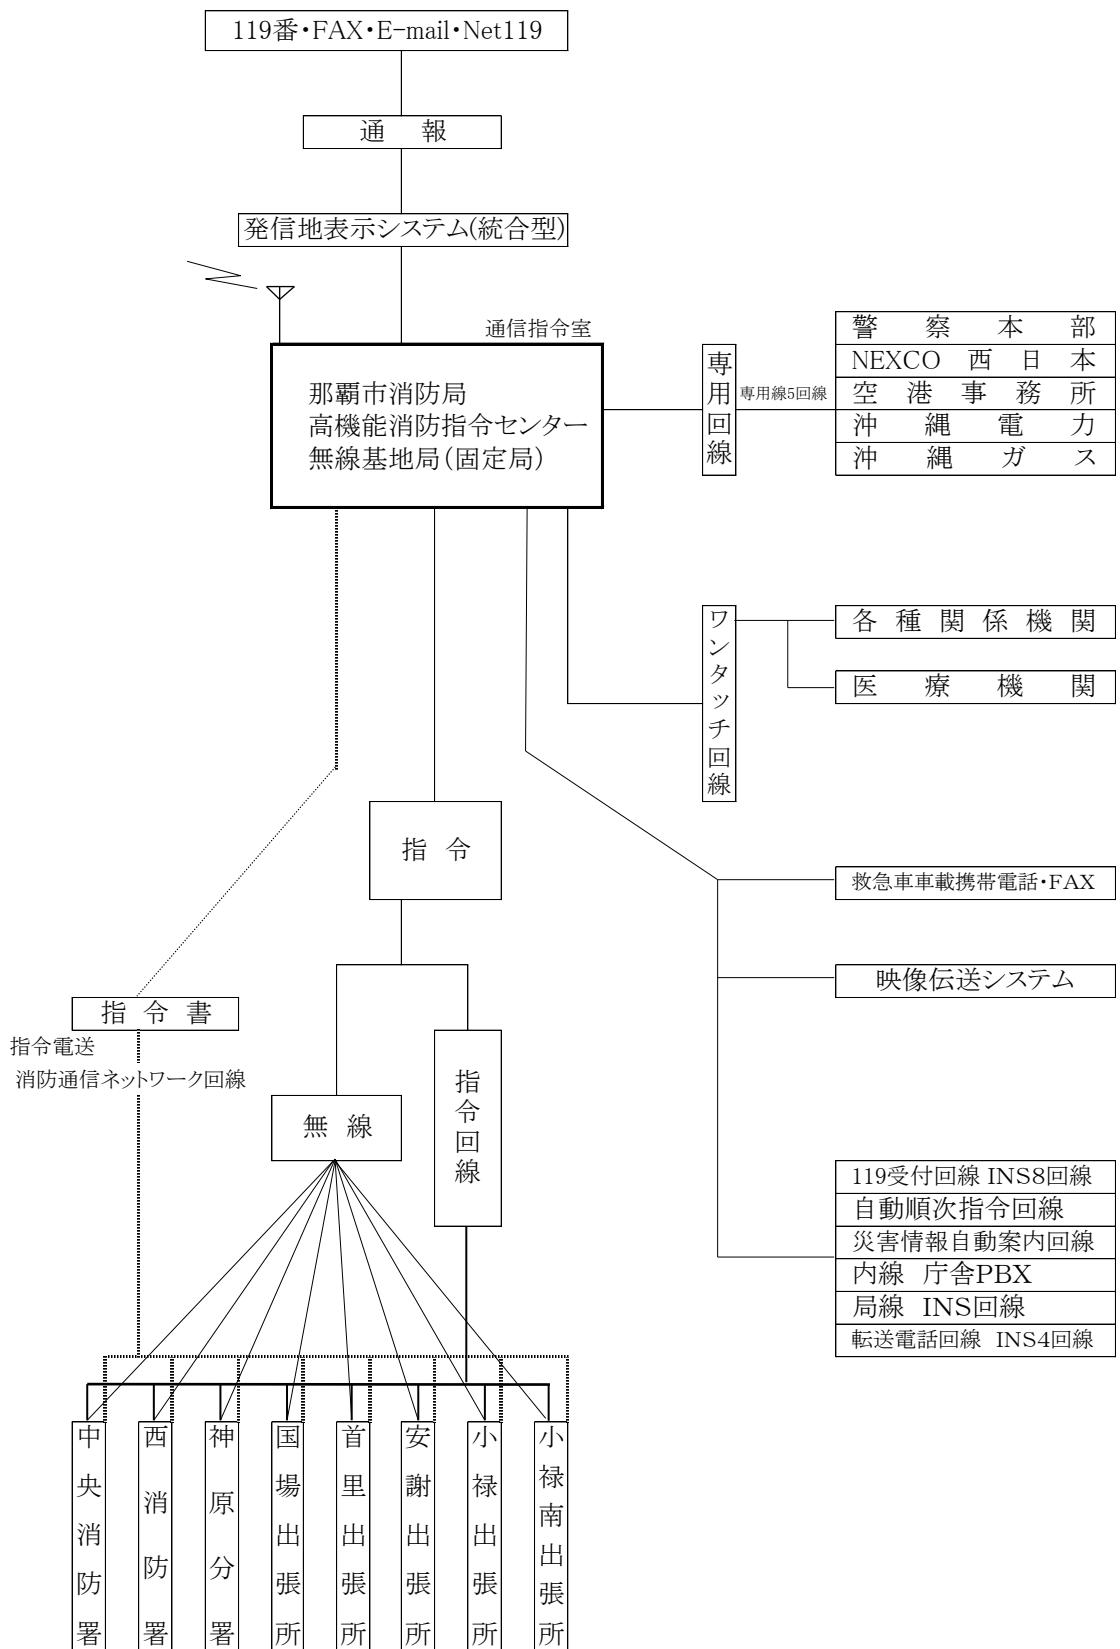 119番・FAX・E-mail・Net119
通報
発信地表示システム(統合型)
通信指令室
那覇市消防局
高機能消防指令センター
無線基地局(固定局)
専用回線
専用線5回線
警察本部
NEXCO西日本
空港事務所
沖縄電力
沖縄ガス
ワンタッチ回線
各種関係機関
医療機関
指令
救急車車載携帯電話・FAX
映像伝送システム
指令書
指令電送
消防通信ネットワーク回線
無線
指令回線
119受付回線 INS8回線
自動順次指令回線
災害情報自動案内回線
内線 庁舎PBX
局線 INS回線
転送電話回線 INS4回線
中央消防署
西消防署
神原分署
国場出張所
首里出張所
安謝出張所
小禄出張所
小禄南出張所